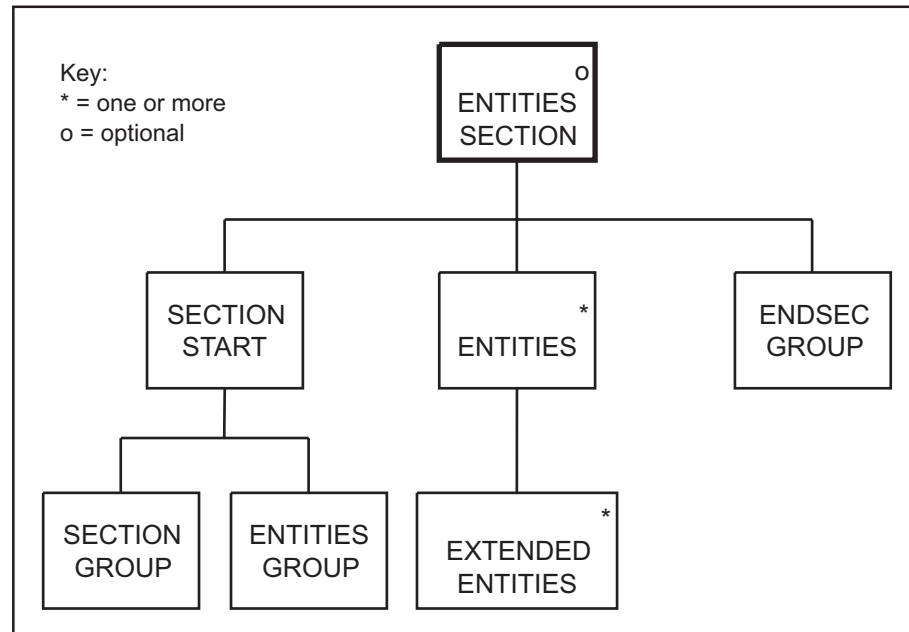 Key:
* = one or more
o = optional
o
ENTITIES
SECTION
SECTION
START
*
ENTITIES
ENDSEC
GROUP
SECTION
GROUP
ENTITIES
GROUP
*
EXTENDED
ENTITIES